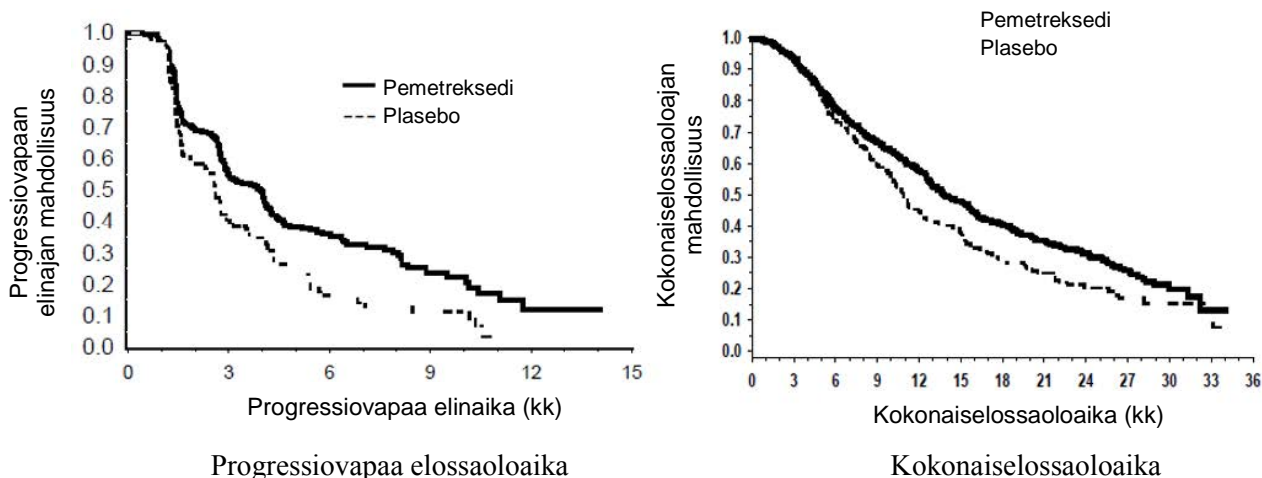 Progressiovapaan
elinajan mahdollisuus
1.0
0.9
0.8
0.7
0.6
0.5
0.4
0.3
0.2
0.1
0.0
Pemetreksedi
Plasebo
0 3 6 9 12 15
Progressiovapaa elinaika (kk)
Progressiovapaa elossaoloaika
Kokonaiselossaoloajan
mahdollisuus
1.0
0.9
0.8
0.7
0.6
0.5
0.4
0.3
0.2
0.1
0.0
Pemetreksedi
Plasebo
0 3 6 9 12 15 18 21 24 27 30 33 36
Kokonaiselossaoloaika (kk)
Kokonaiselossaoloaika